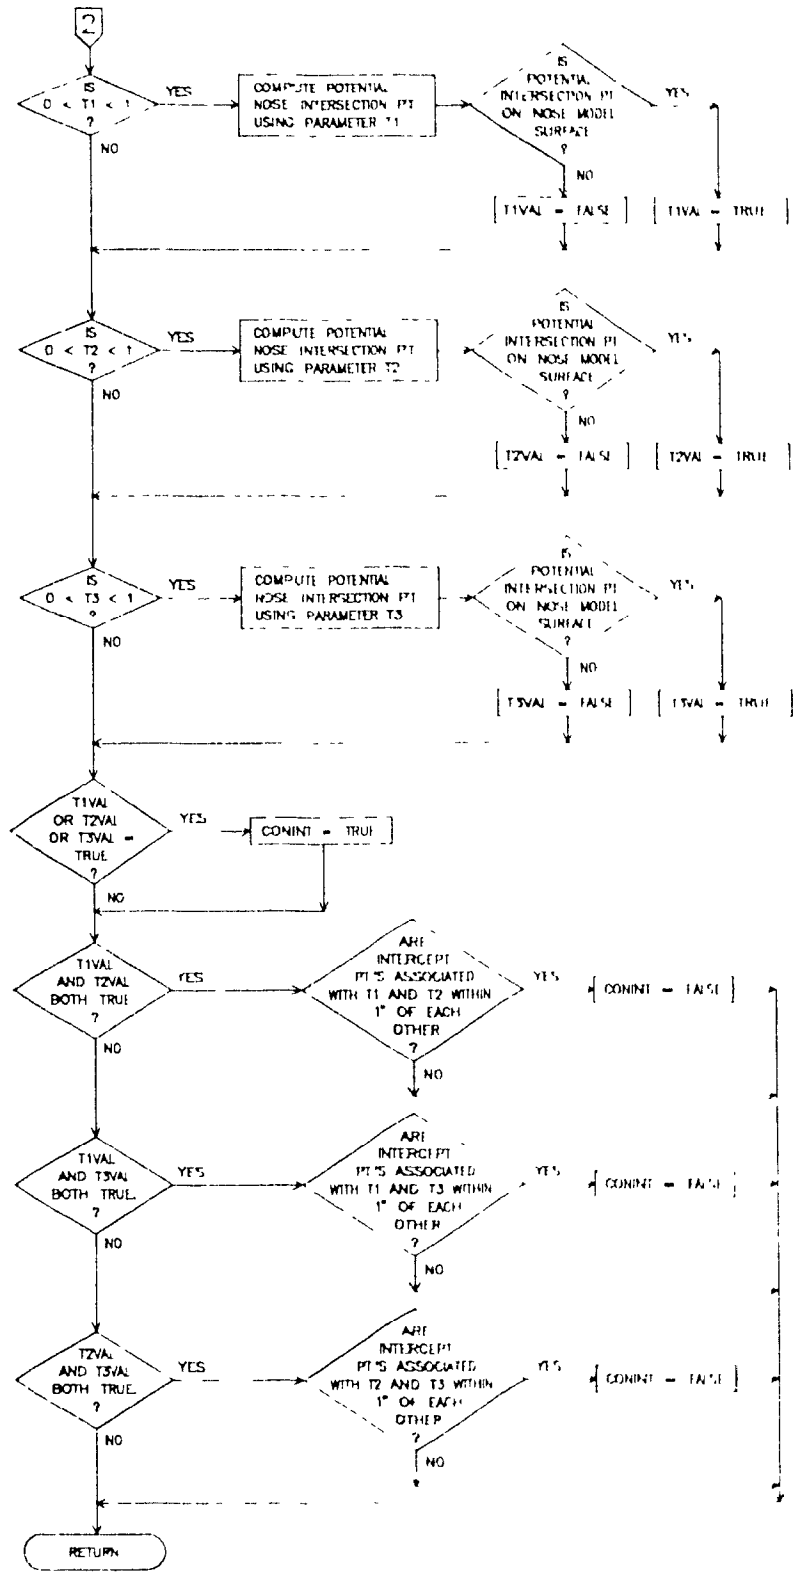 2
IS
0 < T1 < 1
?
YES
NO
COMPUTE POTENTIAL
NOSE INTERSECTION PT
USING PARAMETER T1
IS
POTENTIAL
INTERSECTION PT
ON NOSE MODEL
SURFACE
?
YES
NO
T1VAL = FALSE
T1VAL = TRUE
IS
0 < T2 < 1
?
YES
NO
COMPUTE POTENTIAL
NOSE INTERSECTION PT
USING PARAMETER T2
IS
POTENTIAL
INTERSECTION PT
ON NOSE MODEL
SURFACE
?
YES
NO
T2VAL = FALSE
T2VAL = TRUE
IS
0 < T3 < 1
?
YES
NO
COMPUTE POTENTIAL
NOSE INTERSECTION PT
USING PARAMETER T3
IS
POTENTIAL
INTERSECTION PT
ON NOSE MODEL
SURFACE
?
YES
NO
T3VAL = FALSE
T3VAL = TRUE
T1VAL
OR T2VAL
OR T3VAL =
TRUE
?
YES
NO
CONINT = TRUE
T1VAL
AND T2VAL
BOTH TRUE
?
YES
NO
ARE
INTERCEPT
PT'S ASSOCIATED
WITH T1 AND T2 WITHIN
1" OF EACH
OTHER
?
YES
NO
CONINT = FALSE
T1VAL
AND T3VAL
BOTH TRUE
?
YES
NO
ARE
INTERCEPT
PT'S ASSOCIATED
WITH T1 AND T3 WITHIN
1" OF EACH
OTHER
?
YES
NO
CONINT = FALSE
T2VAL
AND T3VAL
BOTH TRUE
?
YES
NO
ARE
INTERCEPT
PT'S ASSOCIATED
WITH T2 AND T3 WITHIN
1" OF EACH
OTHER
?
YES
NO
CONINT = FALSE
RETURN